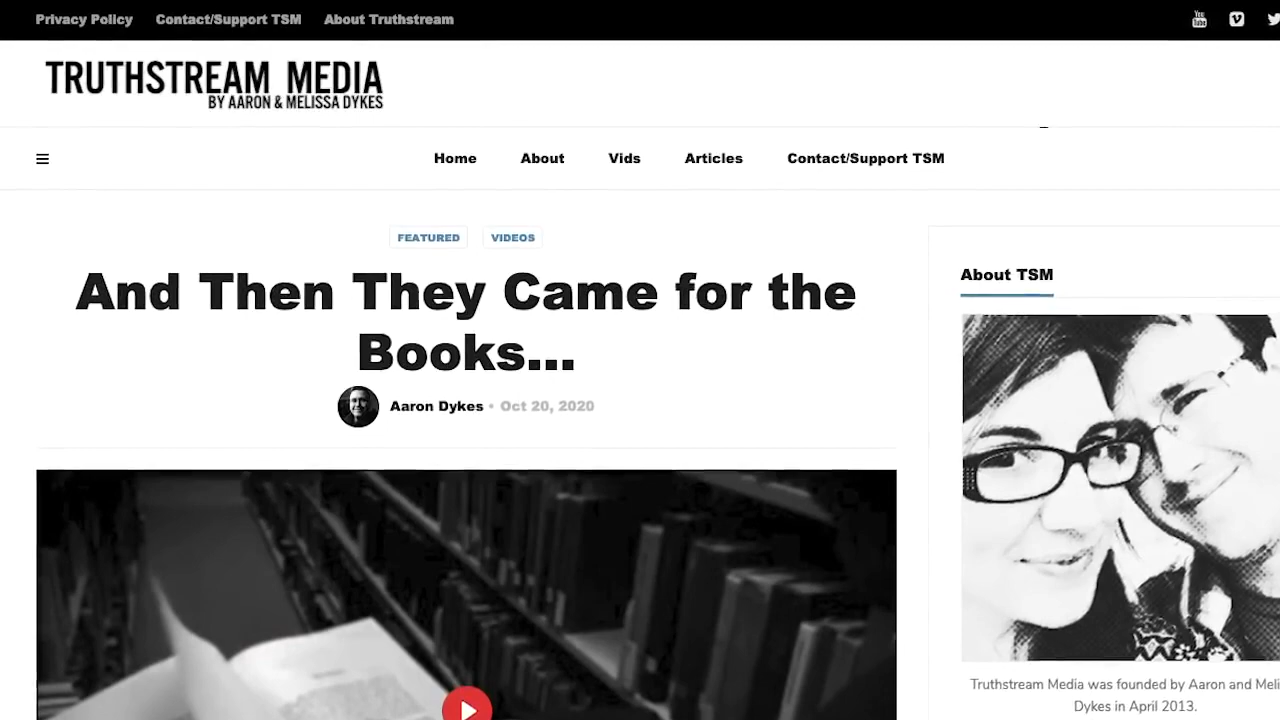 Privacy Policy Contact/Support TSM About Truthstream
You Tube
TRUTHSTREAM MEDIA
BY AARON & MELISSA DYKES
Home About Vids Articles Contact/Support TSM
FEATURED VIDEOS
And Then They Came for the
Books...
Aaron Dykes • Oct 20, 2020
About TSM
Truthstream Media was founded by Aaron and Meli
Dykes in April 2013.